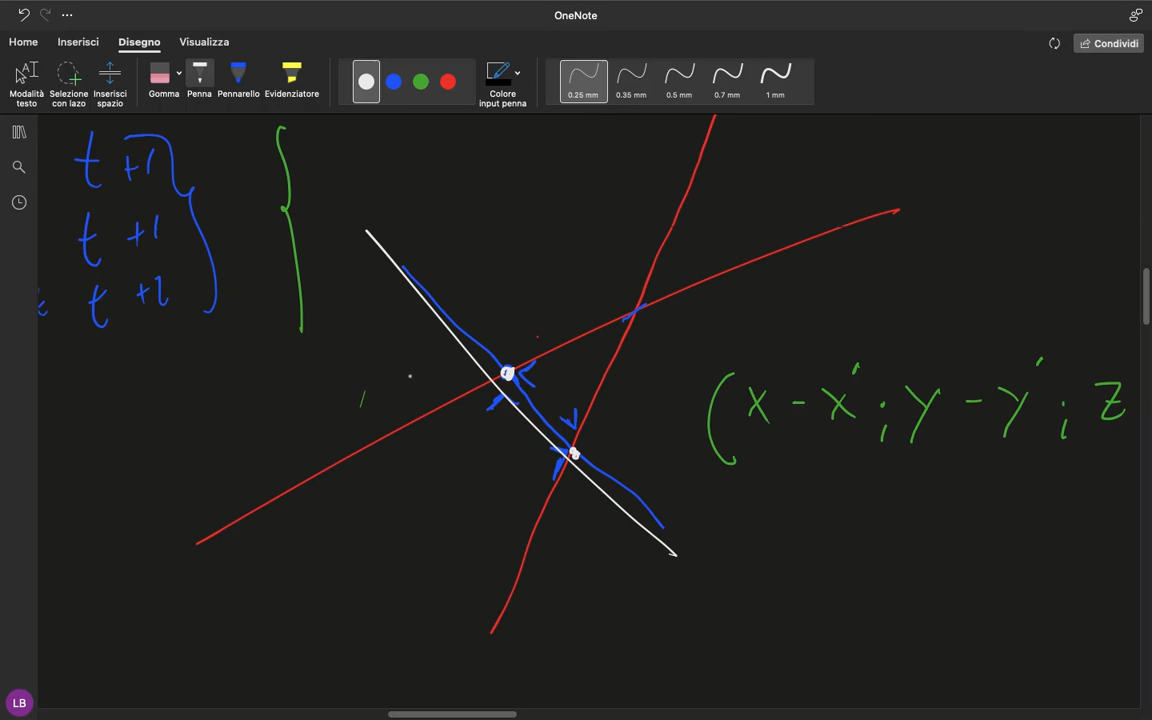 OneNote
Home Inserisci Disegno Visualizza
Condividi
Modalità testo
Selezione con lazo
Inserisci spazio
Gomma
Penna
Pennarello
Evidenziatore
Colore input penna
0.25 mm
0.35 mm
0.5 mm
0.7 mm
1 mm
t +1
t +1
t +2
(x - x' ; y - y' ; z
LB